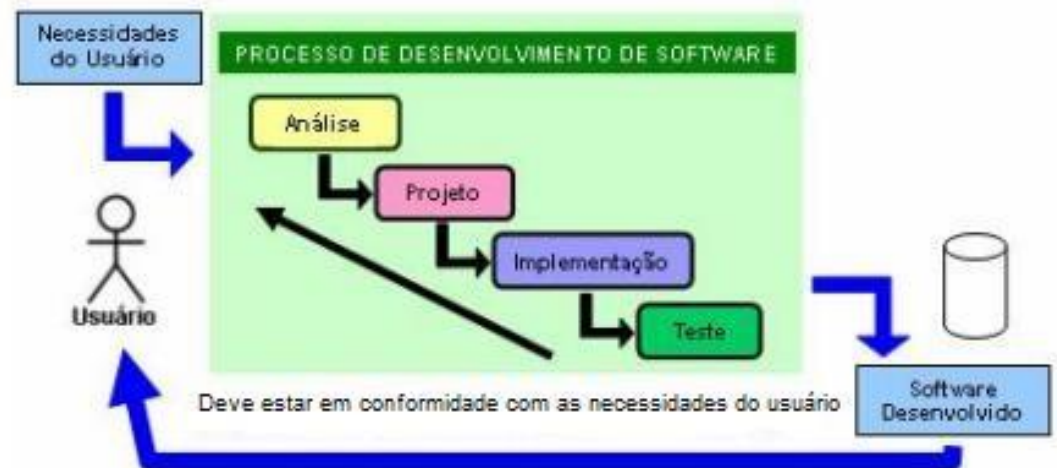 Necessidades
do Usuário
PROCESSO DE DESENVOLVIMENTO DE SOFTWARE
Análise
Projeto
Implementação
Teste
Usuário
Deve estar em conformidade com as necessidades do usuário
Software
Desenvolvido